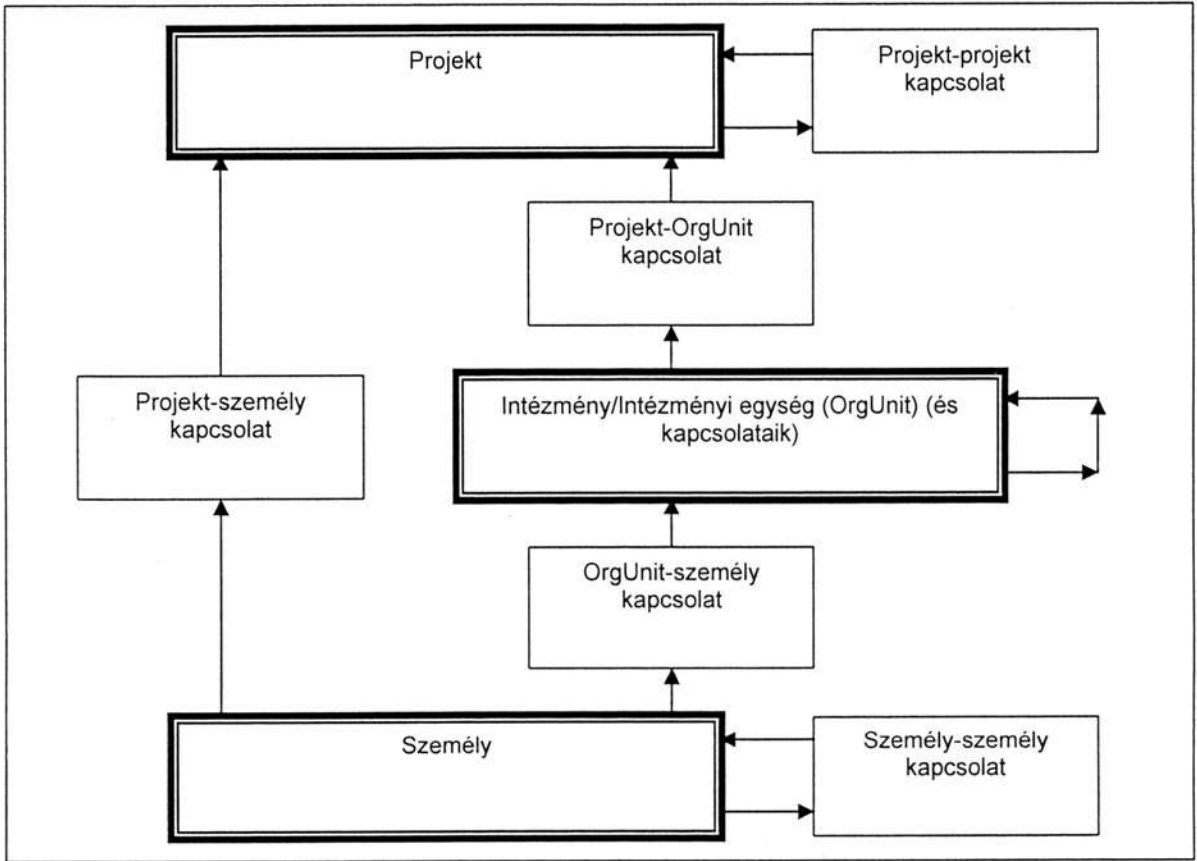 Projekt
Projekt-projekt
kapcsolat
Projekt-OrgUnit
kapcsolat
Projekt-személy
kapcsolat
Intézmény/Intézményi egység (OrgUnit) (és
kapcsolataik)
OrgUnit-személy
kapcsolat
Személy
Személy-személy
kapcsolat